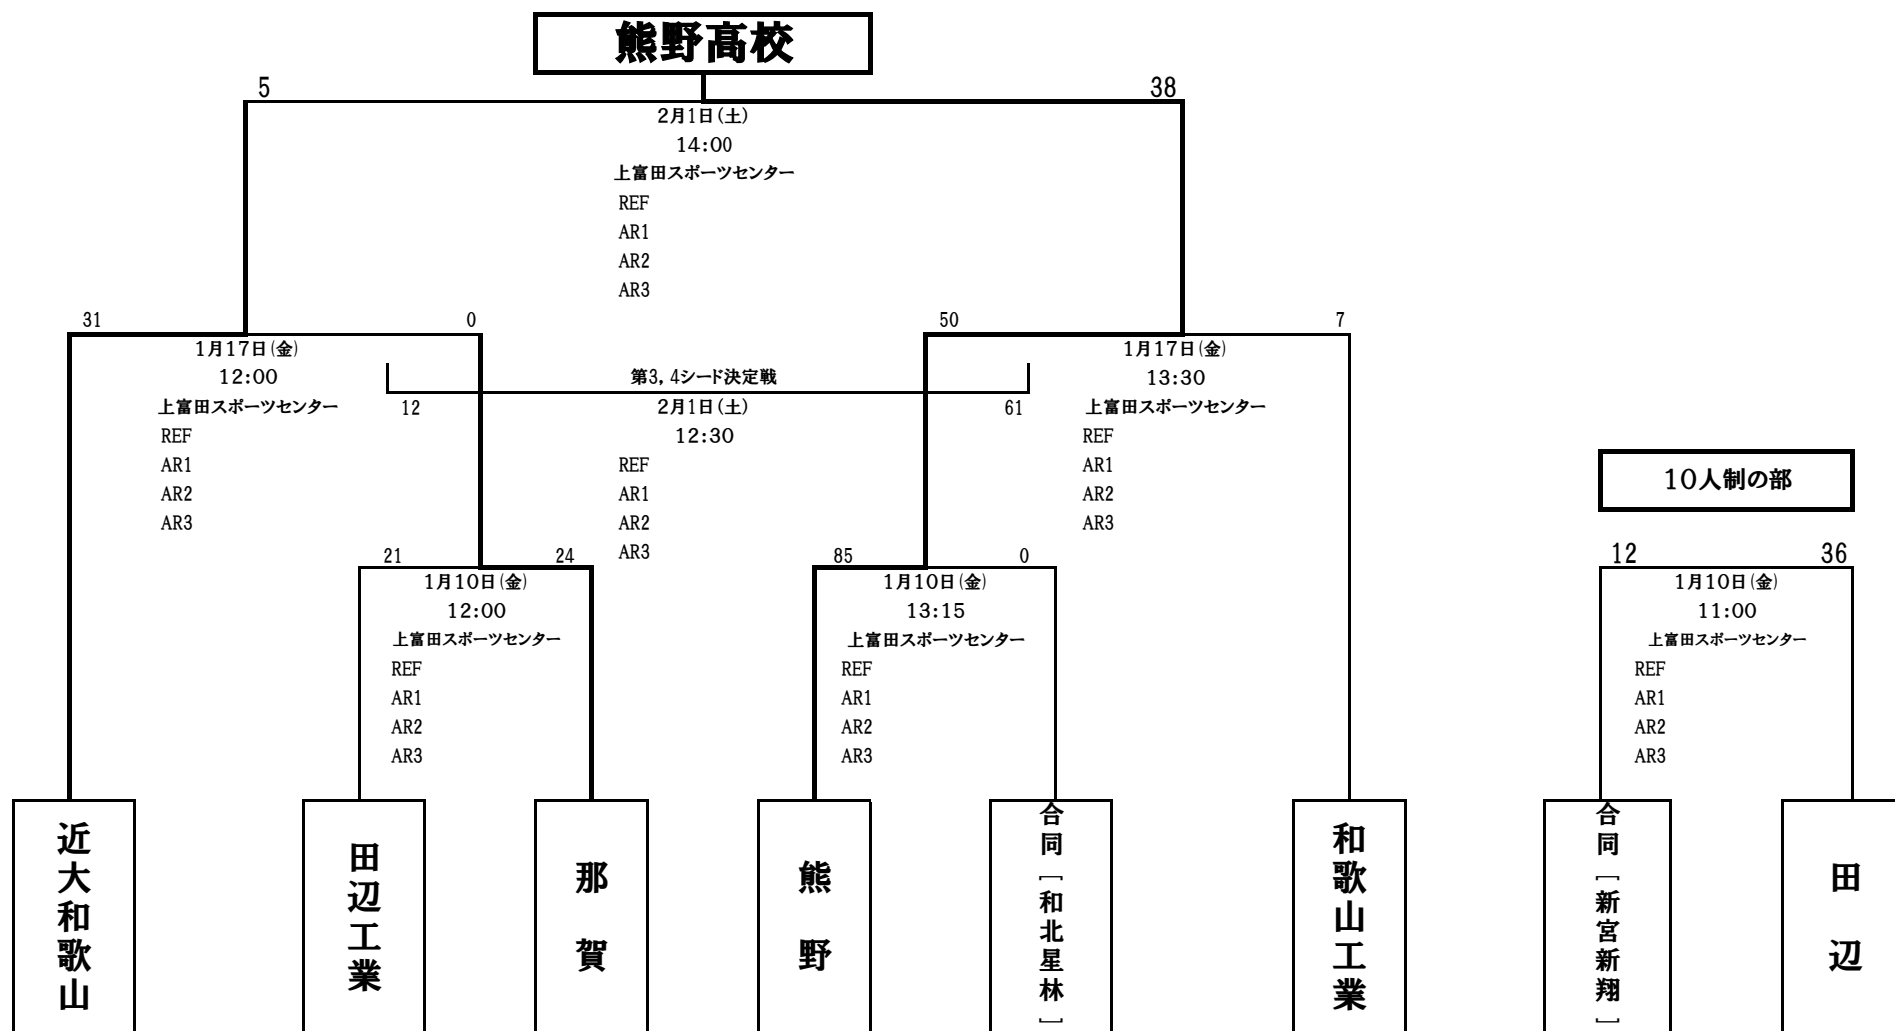 熊野高校
5
38
2月1日(土)
14:00
上富田スポーツセンター
REF
AR1
AR2
AR3
31
0
50
7
1月17日(金)
12:00
上富田スポーツセンター
REF
AR1
AR2
AR3
第3,4シード決定戦
12
61
2月1日(土)
12:30
REF
AR1
AR2
AR3
1月17日(金)
13:30
上富田スポーツセンター
REF
AR1
AR2
AR3
21
24
1月10日(金)
12:00
上富田スポーツセンター
REF
AR1
AR2
AR3
85
0
1月10日(金)
13:15
上富田スポーツセンター
REF
AR1
AR2
AR3
10人制の部
12
36
1月10日(金)
11:00
上富田スポーツセンター
REF
AR1
AR2
AR3
近大和歌山
田辺工業
那賀
熊野
合同[和北星林]
和歌山工業
合同[新宮新翔]
田辺